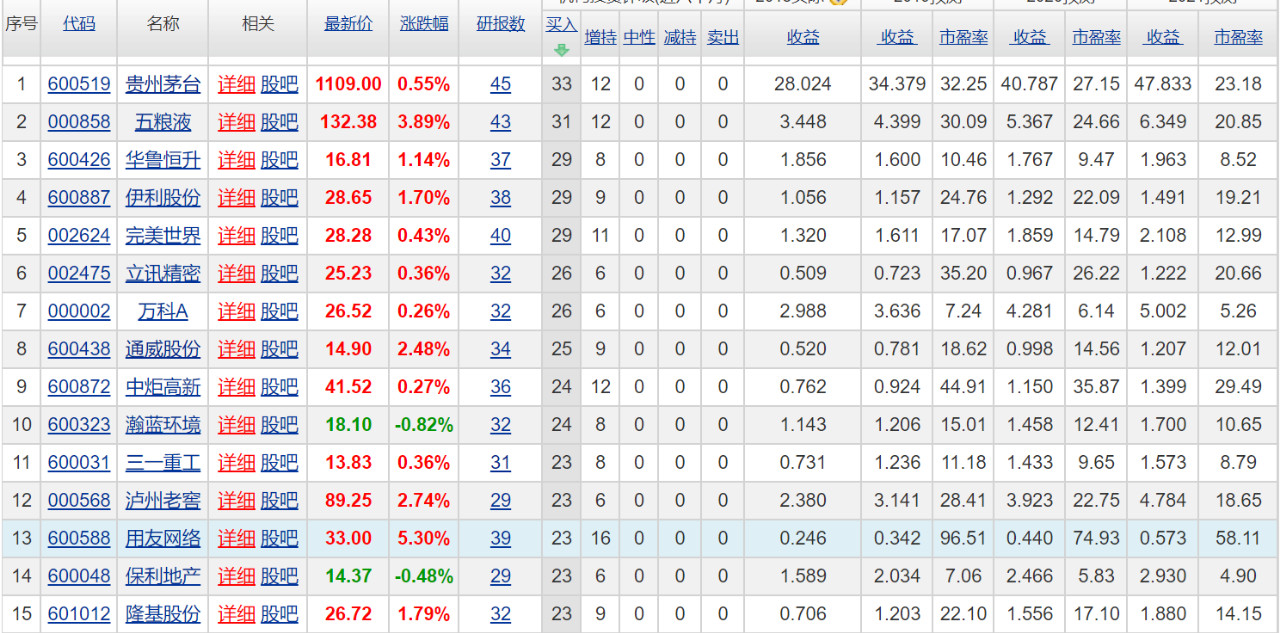 序号 代码 名称 相关 最新价 涨跌幅 研报数 买入 增持 中性 减持 卖出 收益 收益 市盈率 收益 市盈率 收益 市盈率
1 600519 贵州茅台 详细 股吧 1109.00 0.55% 45 33 12 0 0 0 28.024 34.379 32.25 40.787 27.15 47.833 23.18
2 000858 五粮液 详细 股吧 132.38 3.89% 43 31 12 0 0 0 3.448 4.399 30.09 5.367 24.66 6.349 20.85
3 600426 华鲁恒升 详细 股吧 16.81 1.14% 37 29 8 0 0 0 1.856 1.600 10.46 1.767 9.47 1.963 8.52
4 600887 伊利股份 详细 股吧 28.65 1.70% 38 29 9 0 0 0 1.056 1.157 24.76 1.292 22.09 1.491 19.21
5 002624 完美世界 详细 股吧 28.28 0.43% 40 29 11 0 0 0 1.320 1.611 17.07 1.859 14.79 2.108 12.99
6 002475 立讯精密 详细 股吧 25.23 0.36% 32 26 6 0 0 0 0.509 0.723 35.20 0.967 26.22 1.222 20.66
7 000002 万科A 详细 股吧 26.52 0.26% 32 26 6 0 0 0 2.988 3.636 7.24 4.281 6.14 5.002 5.26
8 600438 通威股份 详细 股吧 14.90 2.48% 34 25 9 0 0 0 0.520 0.781 18.62 0.998 14.56 1.207 12.01
9 600872 中炬高新 详细 股吧 41.52 0.27% 36 24 12 0 0 0 0.762 0.924 44.91 1.150 35.87 1.399 29.49
10 600323 瀚蓝环境 详细 股吧 18.10 -0.82% 32 24 8 0 0 0 1.143 1.206 15.01 1.458 12.41 1.700 10.65
11 600031 三一重工 详细 股吧 13.83 0.36% 31 23 8 0 0 0 0.731 1.236 11.18 1.433 9.65 1.573 8.79
12 000568 泸州老窖 详细 股吧 89.25 2.74% 29 23 6 0 0 0 2.380 3.141 28.41 3.923 22.75 4.784 18.65
13 600588 用友网络 详细 股吧 33.00 5.30% 39 23 16 0 0 0 0.246 0.342 96.51 0.440 74.93 0.573 58.11
14 600048 保利地产 详细 股吧 14.37 -0.48% 29 23 6 0 0 0 1.589 2.034 7.06 2.466 5.83 2.930 4.90
15 601012 隆基股份 详细 股吧 26.72 1.79% 32 23 9 0 0 0 0.706 1.203 22.10 1.556 17.10 1.880 14.15